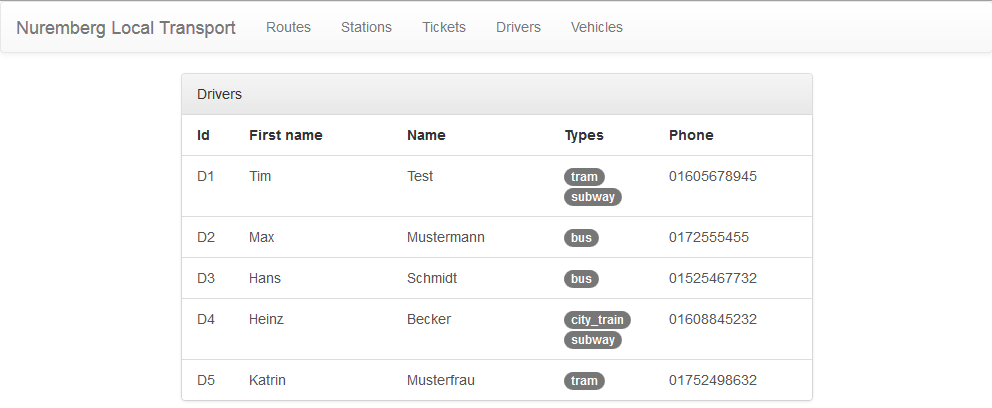 Nuremberg Local Transport Routes Stations Tickets Drivers Vehicles
Drivers
Id First name Name Types Phone
D1 Tim Test tram 01605678945
subway
D2 Max Mustermann bus 0172555455
D3 Hans Schmidt bus 01525467732
D4 Heinz Becker city_train 01608845232
subway
D5 Katrin Musterfrau tram 01752498632